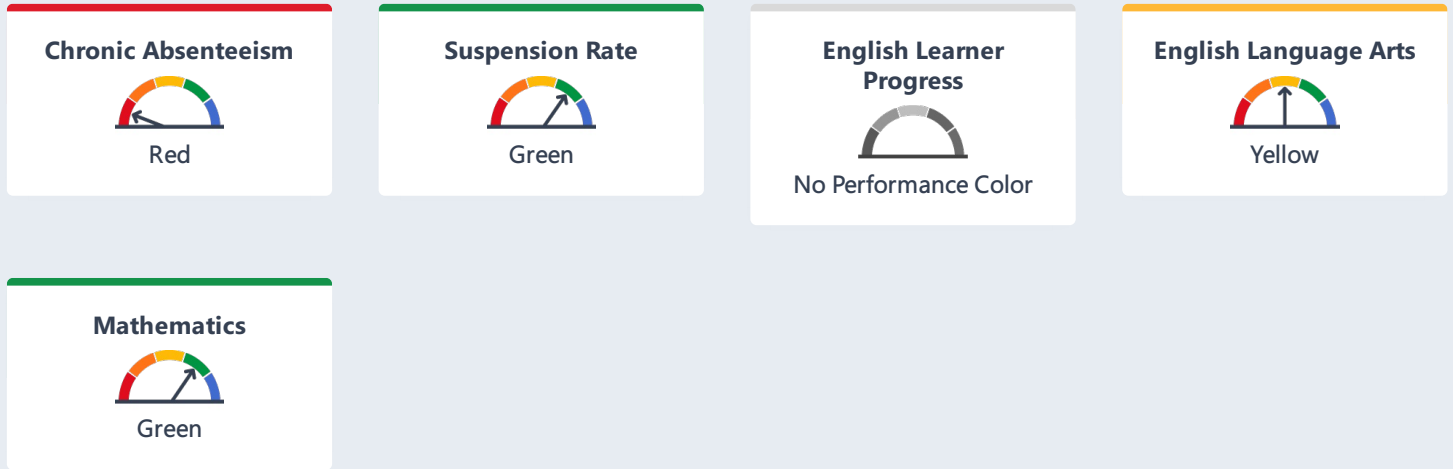 Chronic Absenteeism
Red
Suspension Rate
Green
English Learner
Progress
No Performance Color
English Language Arts
Yellow
Mathematics
Green